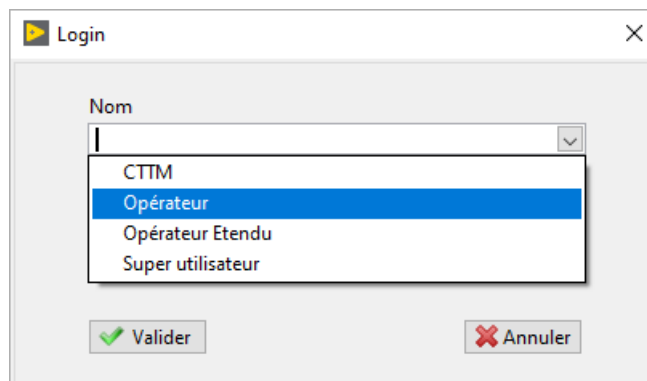 Login
Nom
CTTM
Opérateur
Opérateur Etendu
Super utilisateur
Valider
Annuler